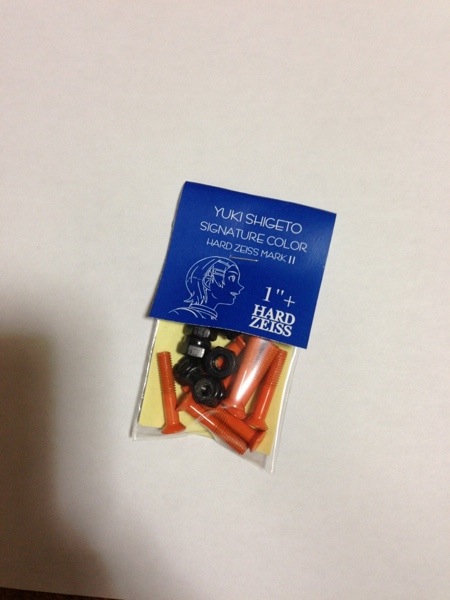 YUKI SHIGETO
SIGNATURE COLOR
HARD ZEISS MARK II
1"+
HARD
ZEISS